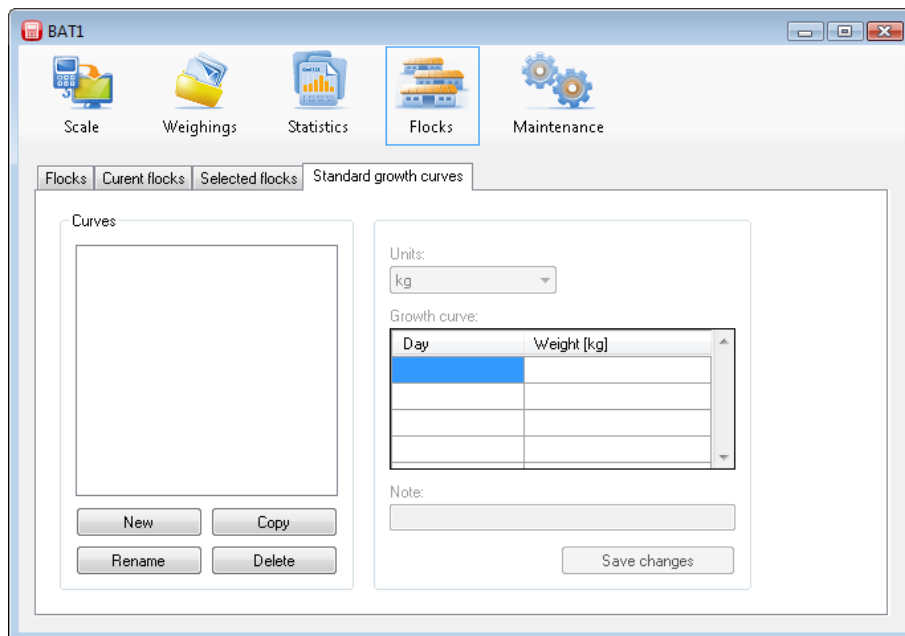 BAT1
Scale Weighings Statistics Flocks Maintenance
Flocks Curent flocks Selected flocks Standard growth curves
Curves
Units:
kg
Growth curve:
Day Weight [kg]
Note:
New Copy
Rename Delete
Save changes